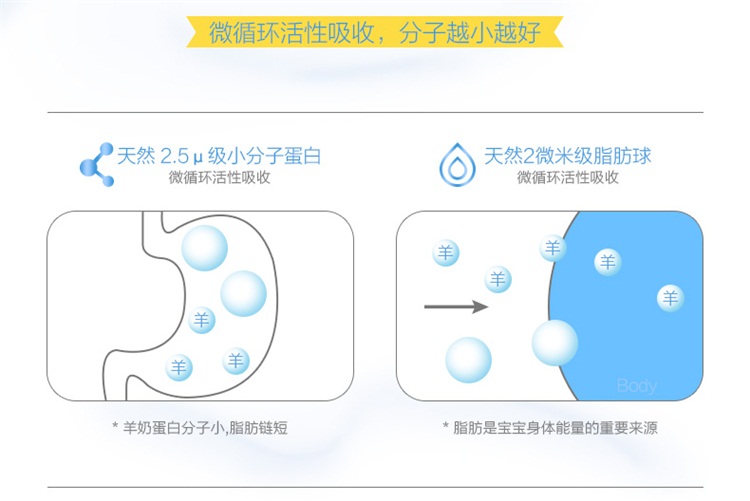 微循环活性吸收，分子越小越好
天然 2.5μ级小分子蛋白
微循环活性吸收
天然2微米级脂肪球
微循环活性吸收
羊
羊
羊
羊
羊
羊
羊
羊
Body
* 羊奶蛋白分子小,脂肪链短
* 脂肪是宝宝身体能量的重要来源